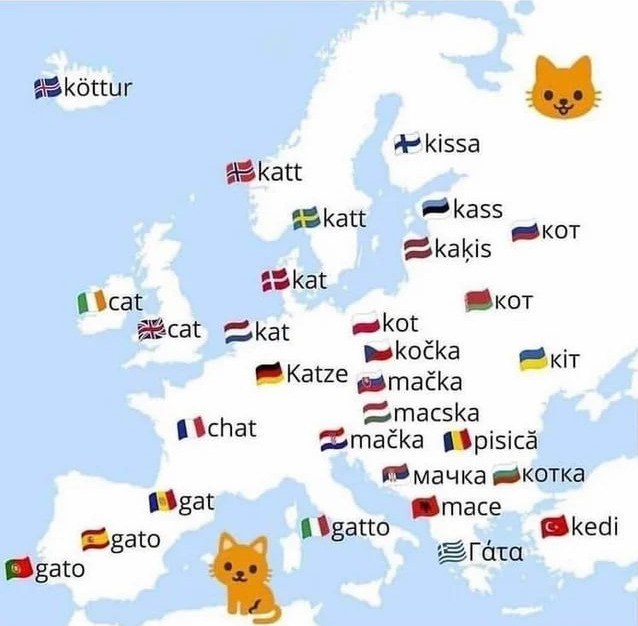 köttur
kissa
katt
katt
kass
кот
kaķis
kat
cat
кот
cat
kat
kot
kočka
кіт
Katze
mačka
macska
chat
mačka
pisică
мачка
котка
gat
mace
gatto
kedi
gato
Γάτα
gato